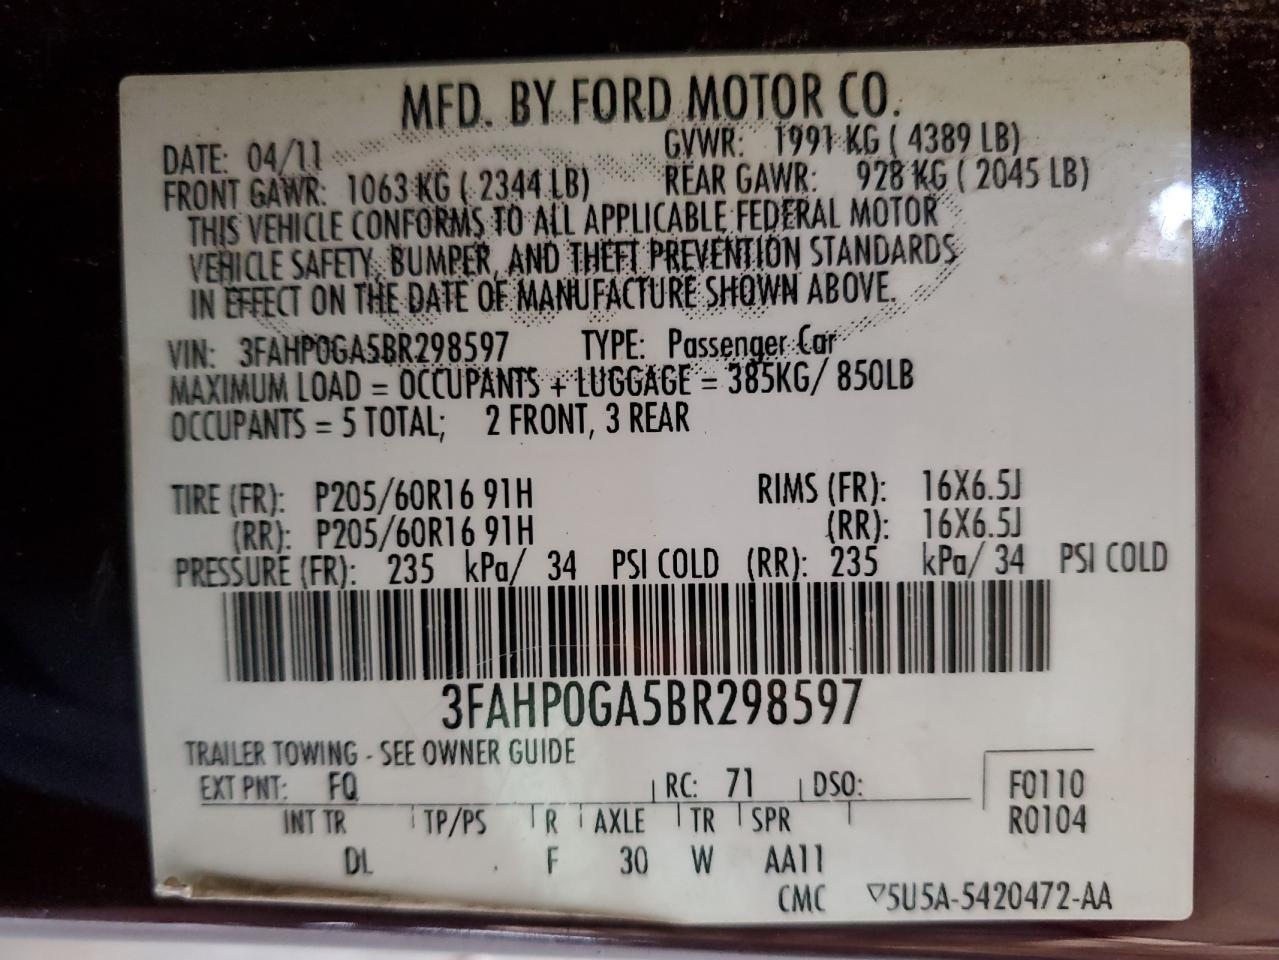 MFD. BY FORD MOTOR CO.
DATE: 04/11 GVWR: 1991 KG ( 4389 LB)
FRONT GAWR: 1063 KG ( 2344 LB) REAR GAWR: 928 KG ( 2045 LB)
THIS VEHICLE CONFORMS TO ALL APPLICABLE FEDERAL MOTOR
VEHICLE SAFETY, BUMPER, AND THEFT PREVENTION STANDARDS
IN EFFECT ON THE DATE OF MANUFACTURE SHOWN ABOVE.
VIN: 3FAHP0GA5BR298597 TYPE: Passenger Car
MAXIMUM LOAD = OCCUPANTS + LUGGAGE = 385KG/ 850LB
OCCUPANTS = 5 TOTAL; 2 FRONT, 3 REAR
TIRE (FR): P205/60R16 91H RIMS (FR): 16X6.5J
(RR): P205/60R16 91H (RR): 16X6.5J
PRESSURE (FR): 235 kPa/ 34 PSI COLD (RR): 235 kPa/ 34 PSI COLD
3FAHP0GA5BR298597
TRAILER TOWING - SEE OWNER GUIDE
EXT PNT: FQ RC: 71 DSO: F0110
INT TR TP/PS R AXLE TR SPR R0104
DL F 30 W AA11
CMC ▽5U5A-5420472-AA